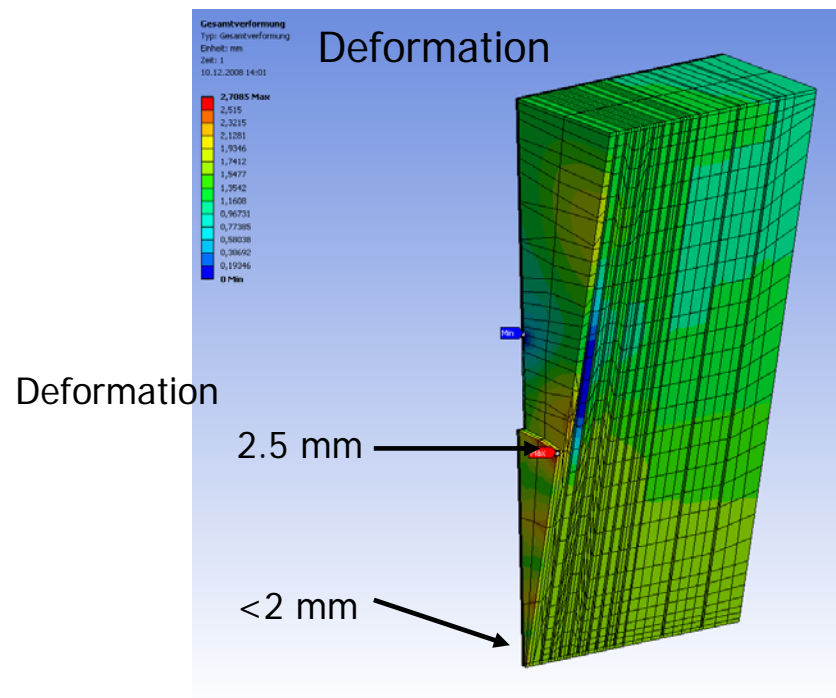 Gesamtverformung
Typ: Gesamtverformung
Einheit: mm
Zeit: 1
10.12.2008 14:01
Deformation
2,7085 Max
2,515
2,3215
2,1281
1,9346
1,7412
1,5477
1,3542
1,1608
0,96731
0,77385
0,58038
0,38692
0,19346
0 Min
Min
Deformation
2.5 mm
Max
<2 mm